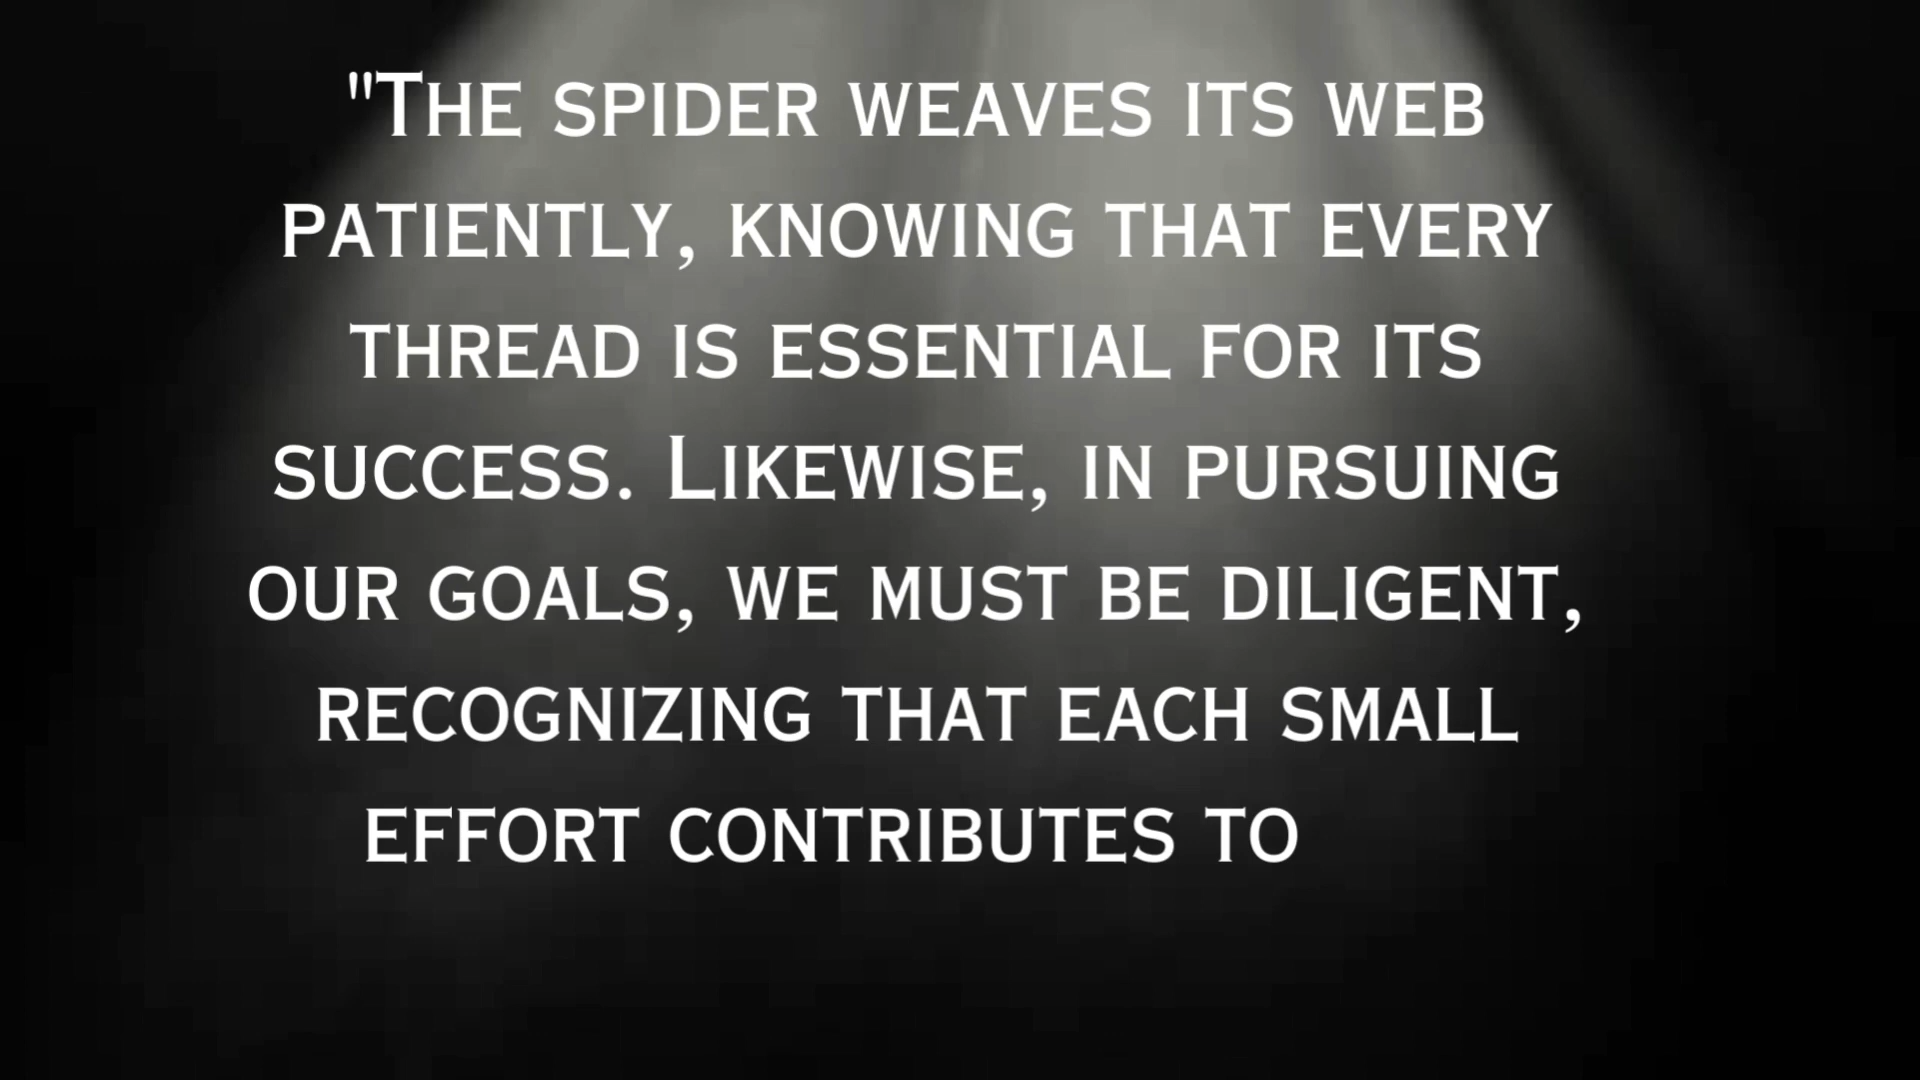 "The spider weaves its web
patiently, knowing that every
thread is essential for its
success. Likewise, in pursuing
our goals, we must be diligent,
recognizing that each small
effort contributes to